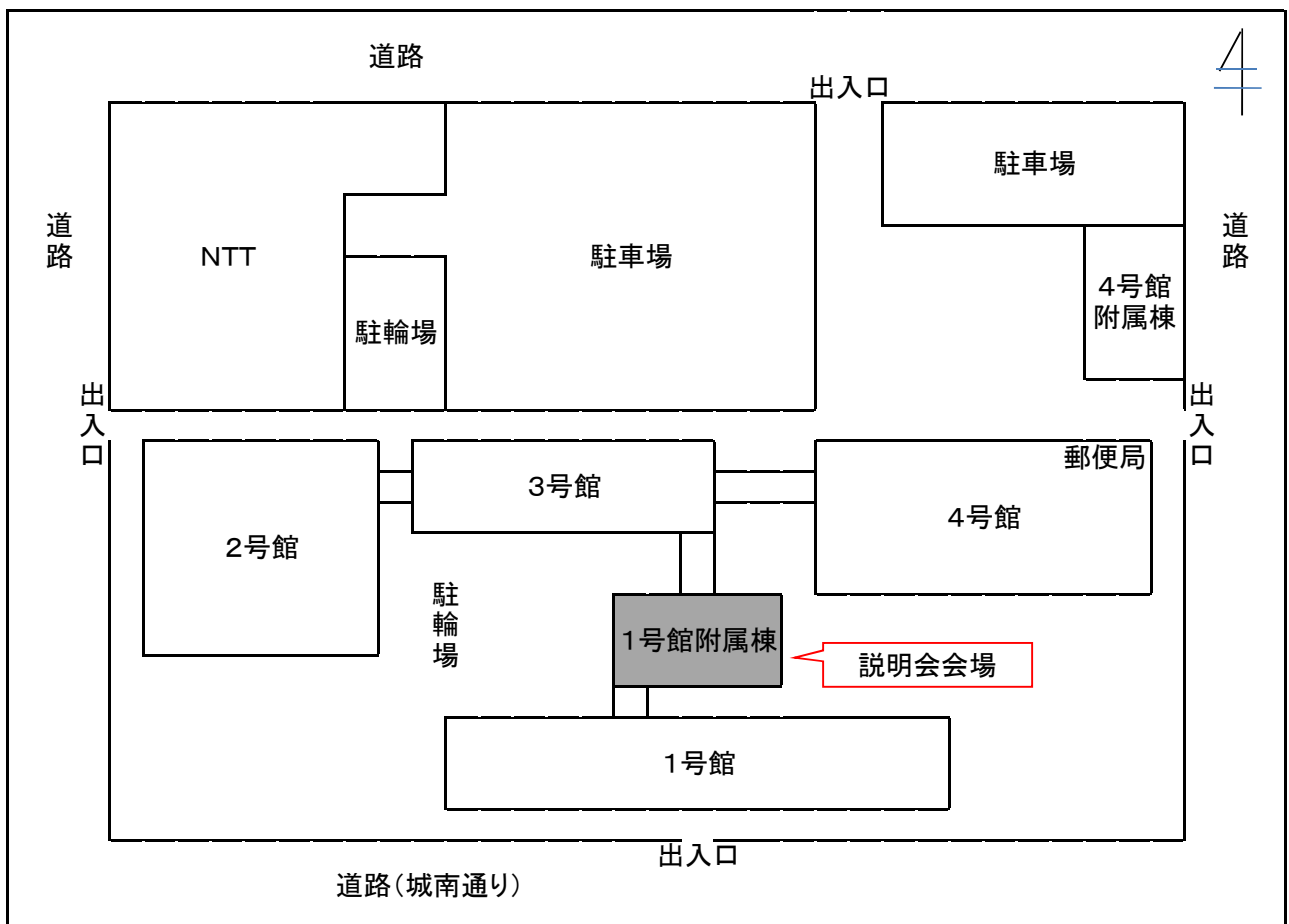 道路
出入口
駐車場
道路
NTT
駐車場
道路
4号館
附属棟
駐輪場
出入口
出入口
郵便局
3号館
4号館
2号館
駐輪場
1号館附属棟
説明会会場
1号館
出入口
道路(城南通り)